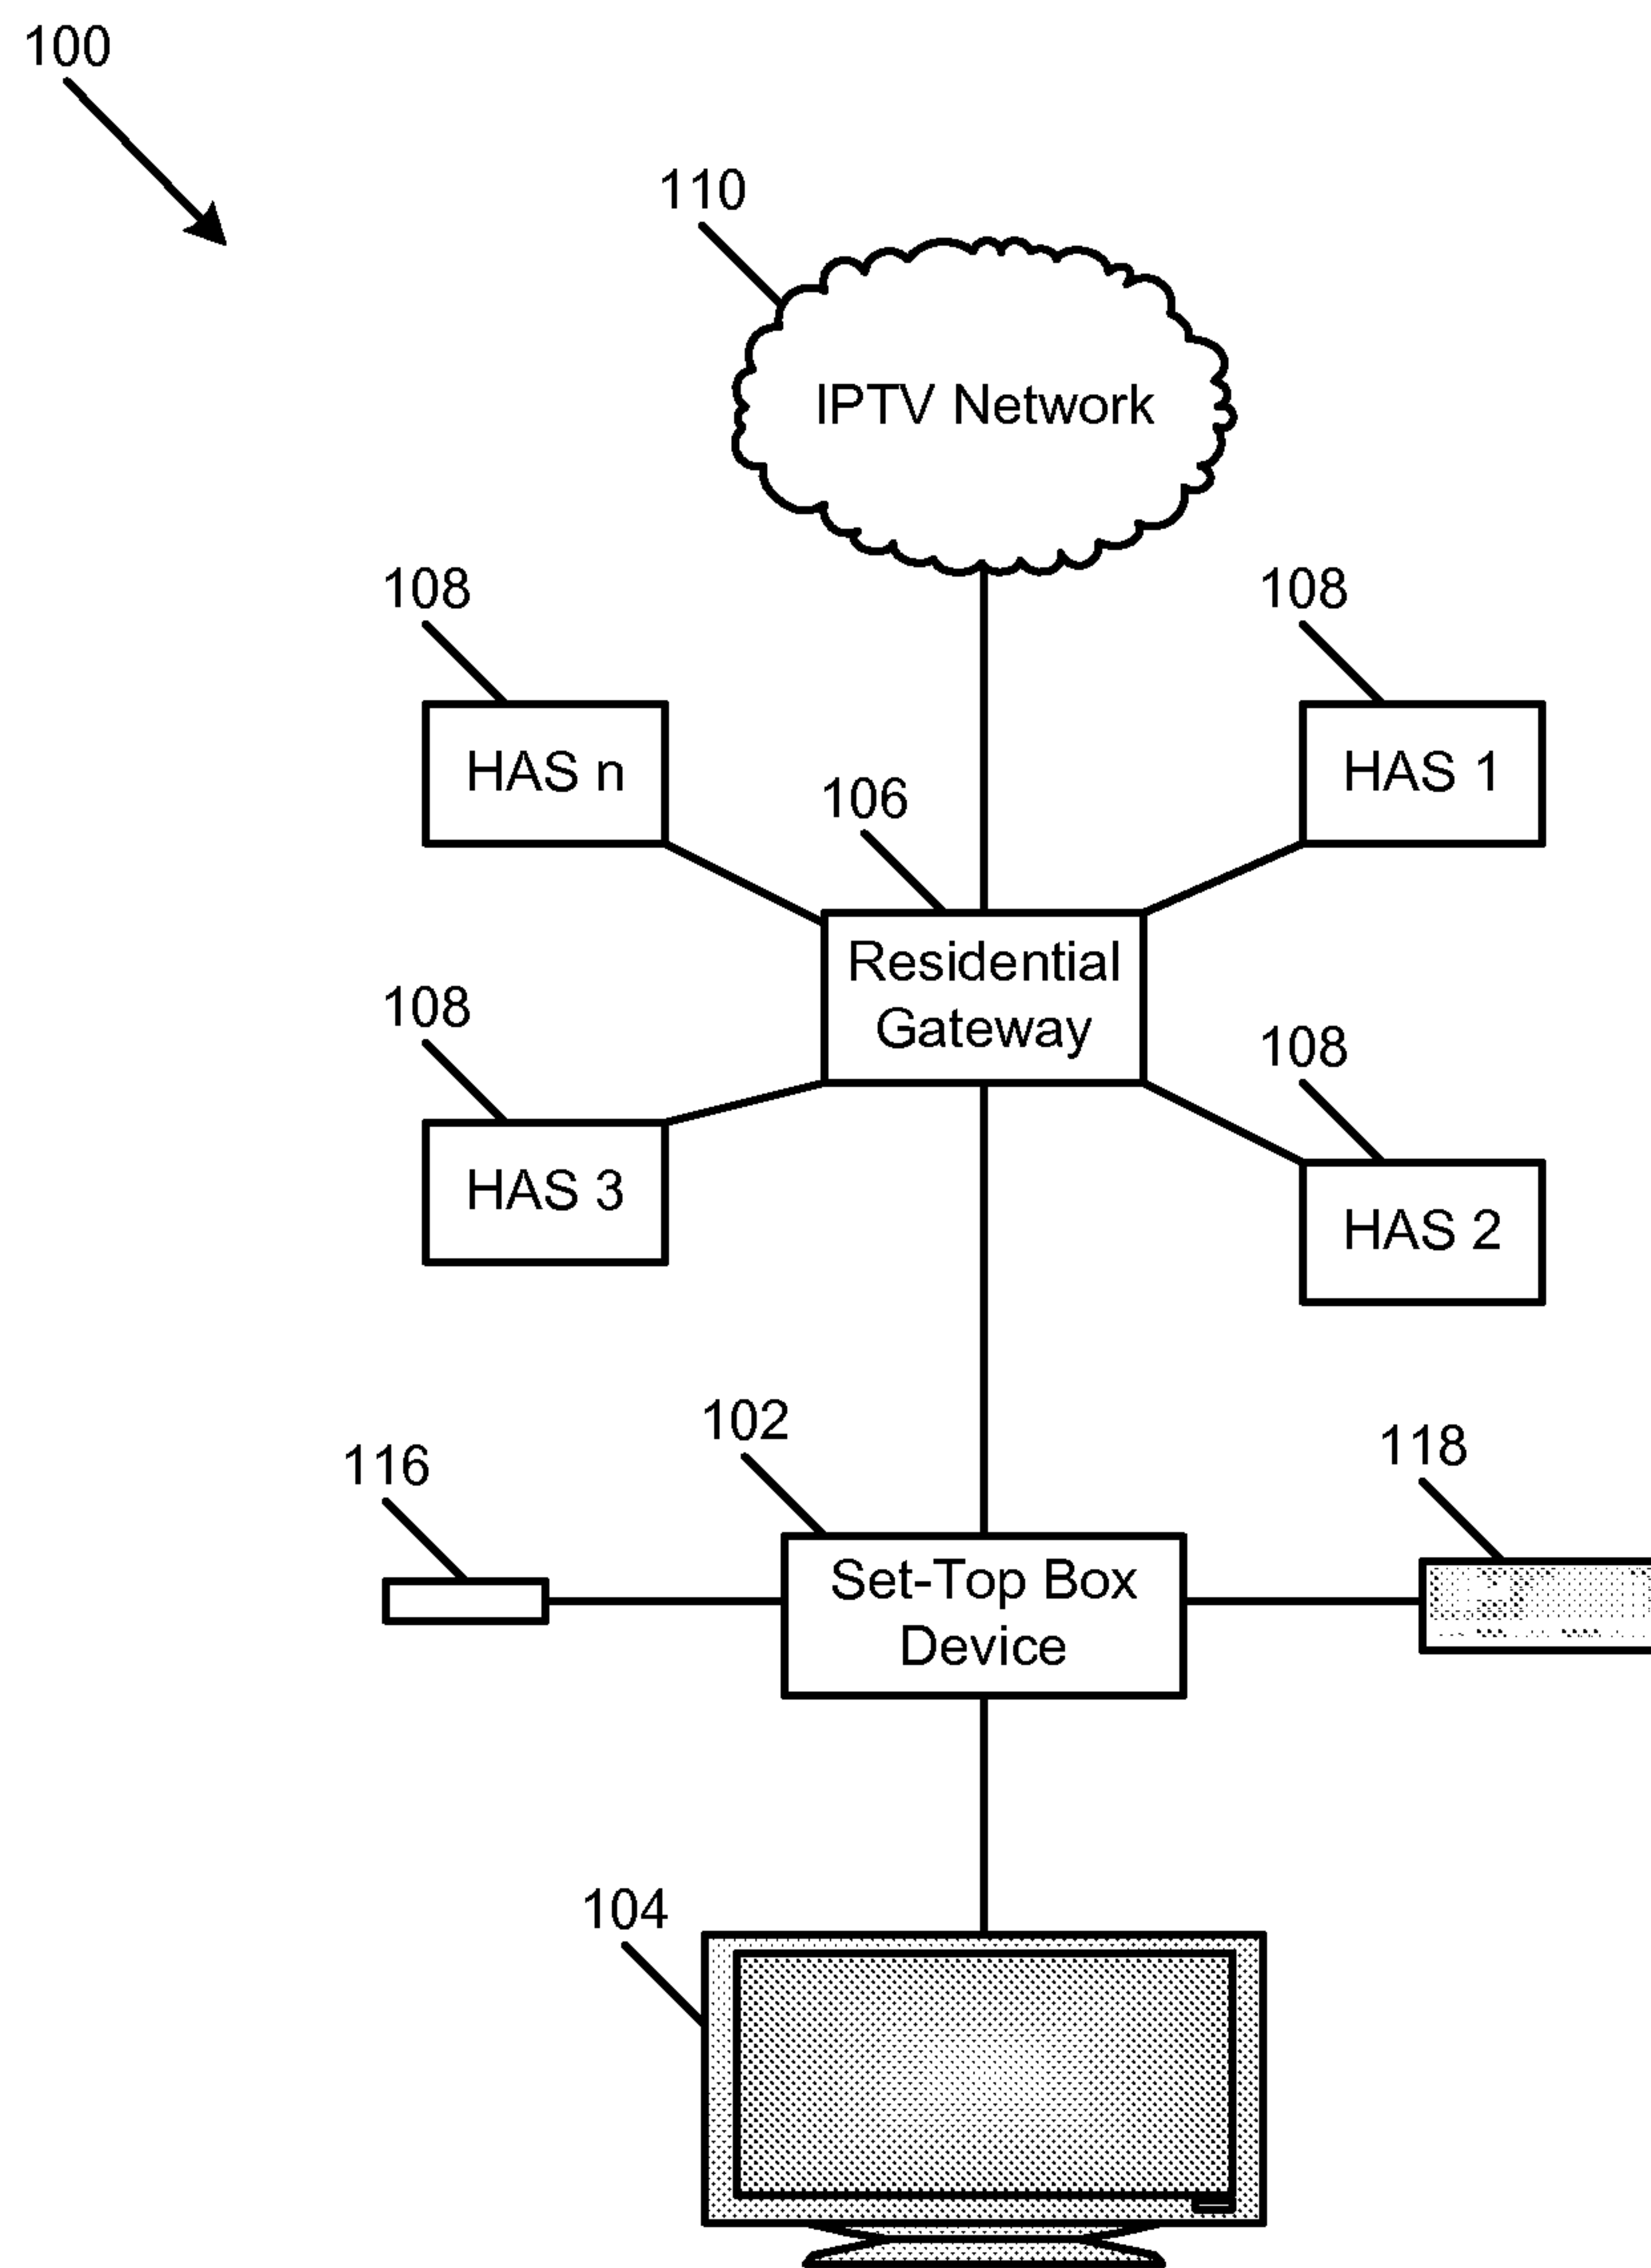 100
110
IPTV Network
108
108
HAS n
HAS 1
106
Residential
Gateway
108
108
HAS 3
HAS 2
102
118
116
Set-Top Box
Device
104